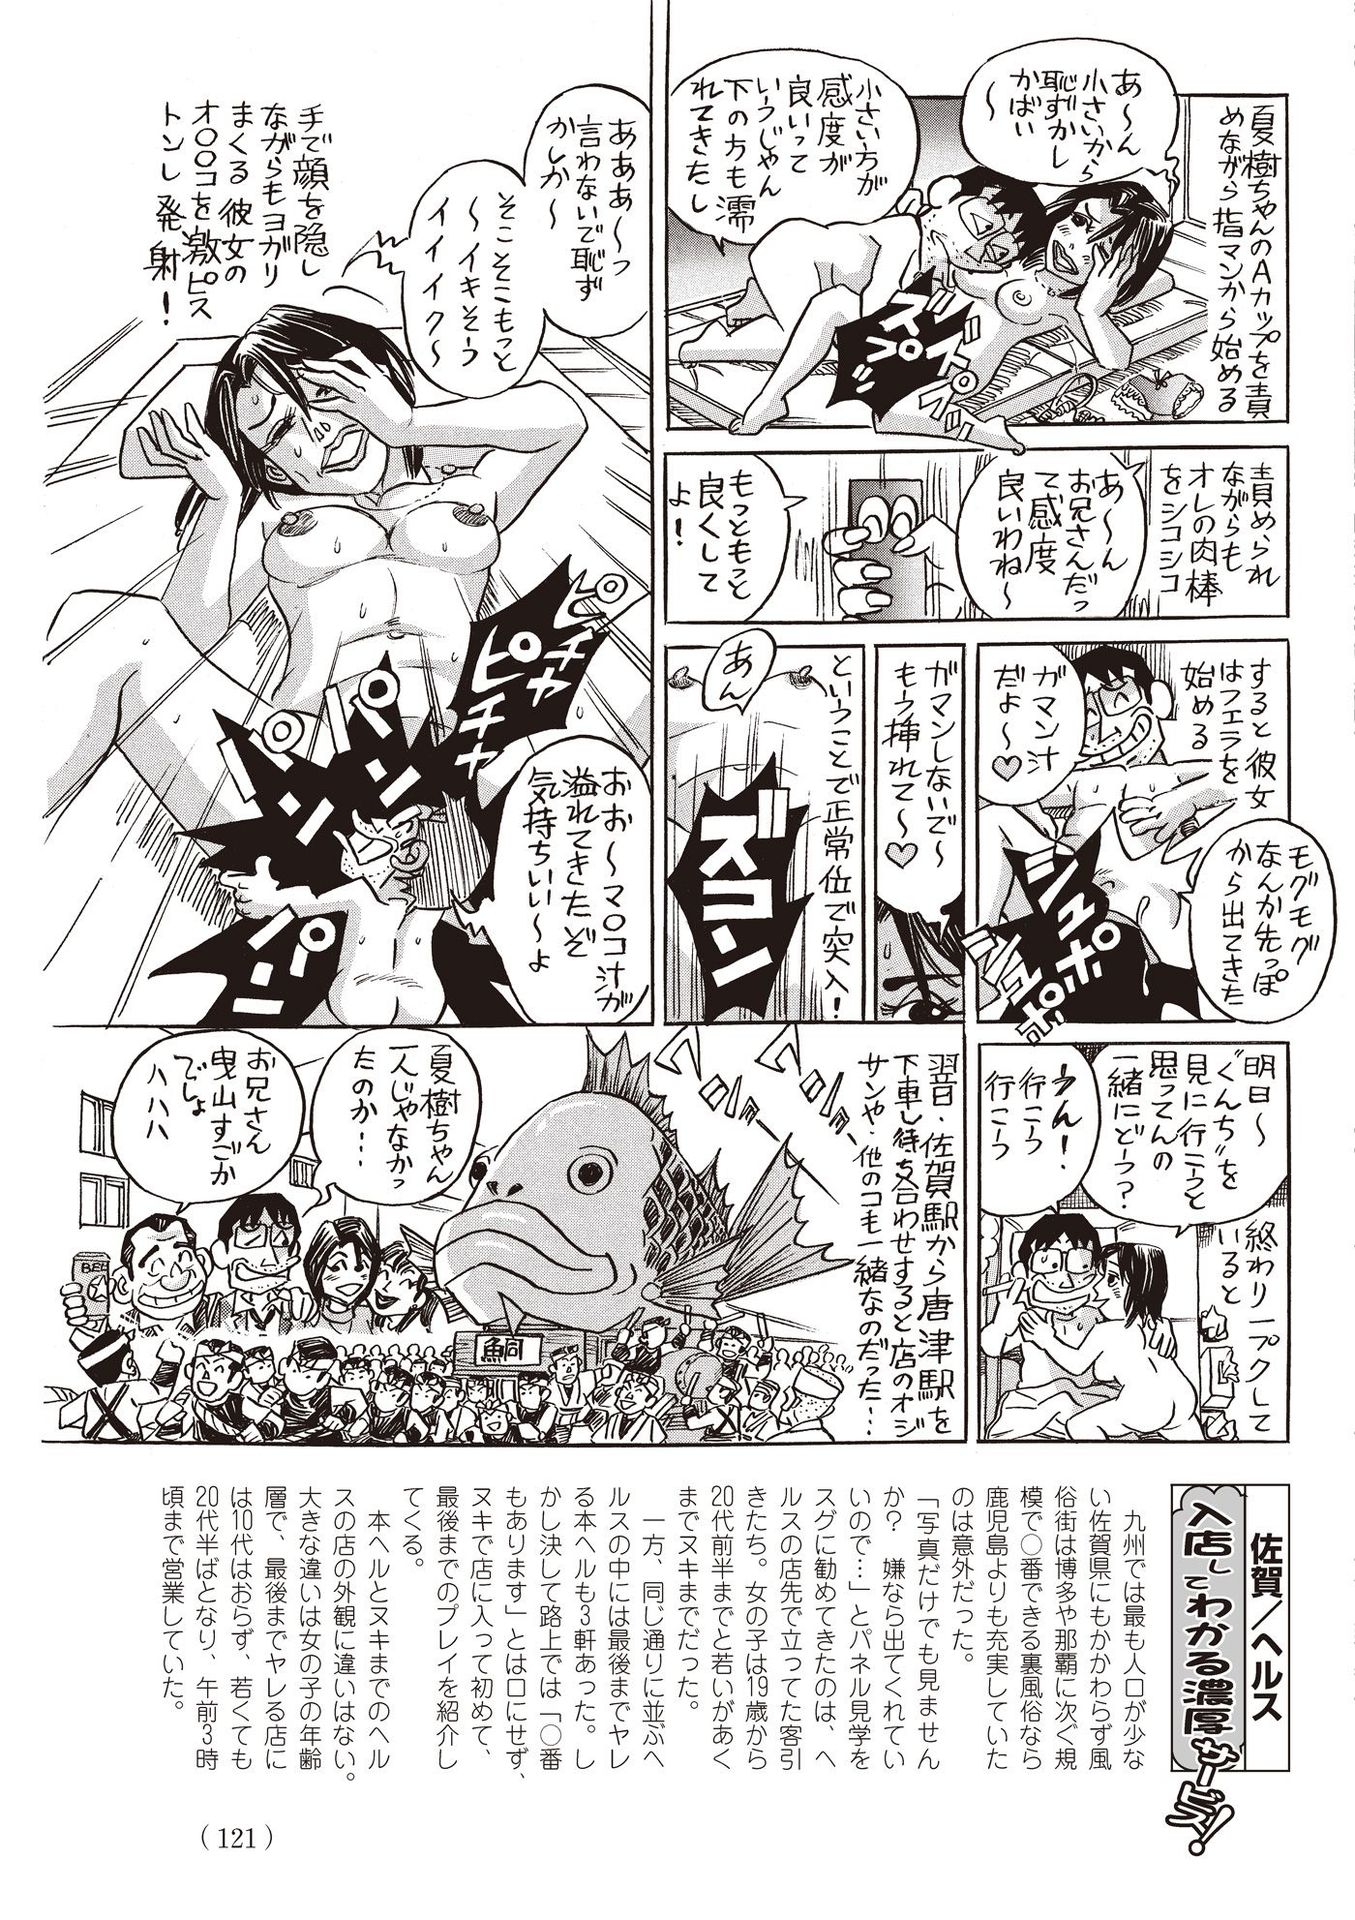 夏樹ちゃんのAカップを責
めながら指マンから始める
あ〜ん
小さいから
恥ずかし
かばい
〜
小さい方が
感度が
良いって
いうじゃん
下の方も濡
れてきたし
ズパッ
ズパッ
責められ
ながらも
オレの肉棒
をシコシコ
あ〜ん
お兄さんだっ
て感度
良いわね〜
もっともっと
良くして
よ！
すると彼女
はフェラを
始める
モグモグ
なんか先っぽ
から出てきた
ガマン汁
だよ〜♡
シュポ
シュポ
ガマンしないで〜
もう挿れて〜♡
ということで正常位で突入！
あん
ズコン
手で顔を隠し
ながらもヨガリ
まくる彼女の
オ○○コを激ピス
トンし発射！
あああ〜っ
言わないで恥ず
かしか〜
そこそこもっと
〜イキそう
イイイク〜
ピチャ
ピチャ
パン
パン
パン
おお〜マ○コ汁が
溢れてきたぞ
気持ちいい〜よ
終わり一プクして
いると
明日〜
“くんち”を
見に行こうと
思ってんの
一緒にどう？
うん！
行こう
行こう
翌日・佐賀駅から唐津駅を
下車し待ち合わせすると店のオジ
サンや、他のコも一緒なのだった…
夏樹ちゃん
一人じゃなかっ
たのか…
お兄さん
曳山すごか
でしょ
ハハハ
BEE
鯛
佐賀／ヘルス
入店してわかる濃厚サービス！
九州では最も人口が少な
い佐賀県にもかかわらず風
俗街は博多や那覇に次ぐ規
模で○番できる裏風俗なら
鹿児島よりも充実していた
のは意外だった。
「写真だけでも見ません
か？　嫌なら出てくれてい
いので…」とパネル見学を
スグに勧めてきたのは、ヘ
ルスの店先で立ってた客引
きたち。女の子は19歳から
20代前半までと若いがあく
までヌキまでだった。
一方、同じ通りに並ぶヘ
ルスの中には最後までヤレ
る本ヘルも3軒あった。し
かし決して路上では「○番
もあります」とは口にせず、
ヌキで店に入って初めて、
最後までのプレイを紹介し
てくる。
本ヘルとヌキまでのヘル
スの店の外観に違いはない。
大きな違いは女の子の年齢
層で、最後までヤレる店に
は10代はおらず、若くても
20代半ばとなり、午前3時
頃まで営業していた。
（121）